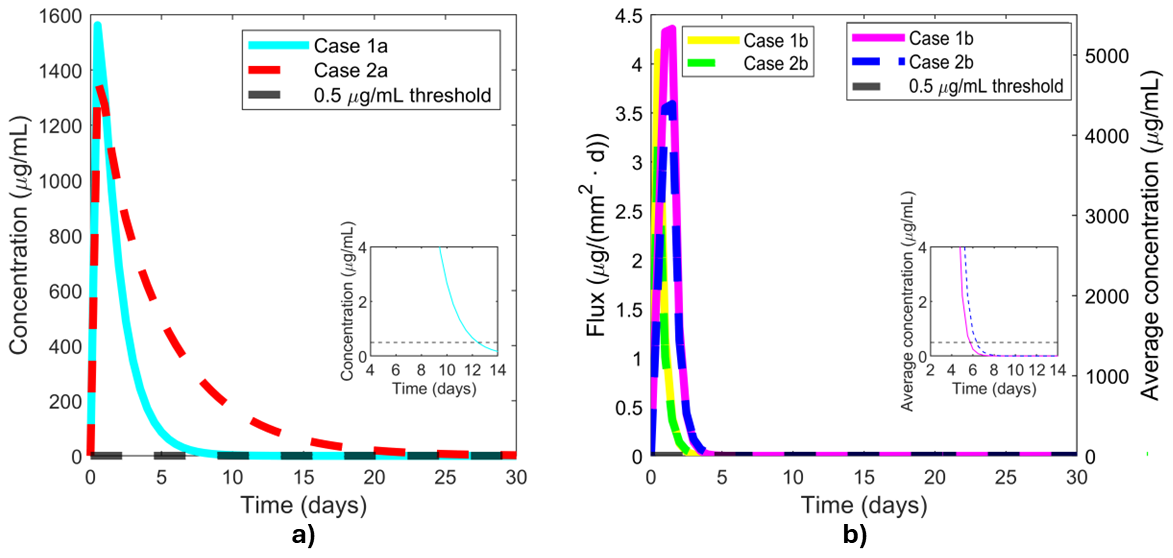 1600
1400
1200
1000
800
600
400
200
0
Concentration (μg/mL)
Case 1a
Case 2a
0.5 μg/mL threshold
4
2
0
Concentration (μg/mL)
4 6 8 10 12 14
Time (days)
0 5 10 15 20 25 30
Time (days)
a)
4.5
4
3.5
3
2.5
2
1.5
1
0.5
0
Flux (μg/(mm² · d))
Case 1b
Case 2b
Case 1b
Case 2b
0.5 μg/mL threshold
4
2
0
Average concentration (μg/mL)
2 4 6 8 10 12 14
Time (days)
5000
4000
3000
2000
1000
0
Average concentration (μg/mL)
0 5 10 15 20 25 30
Time (days)
b)